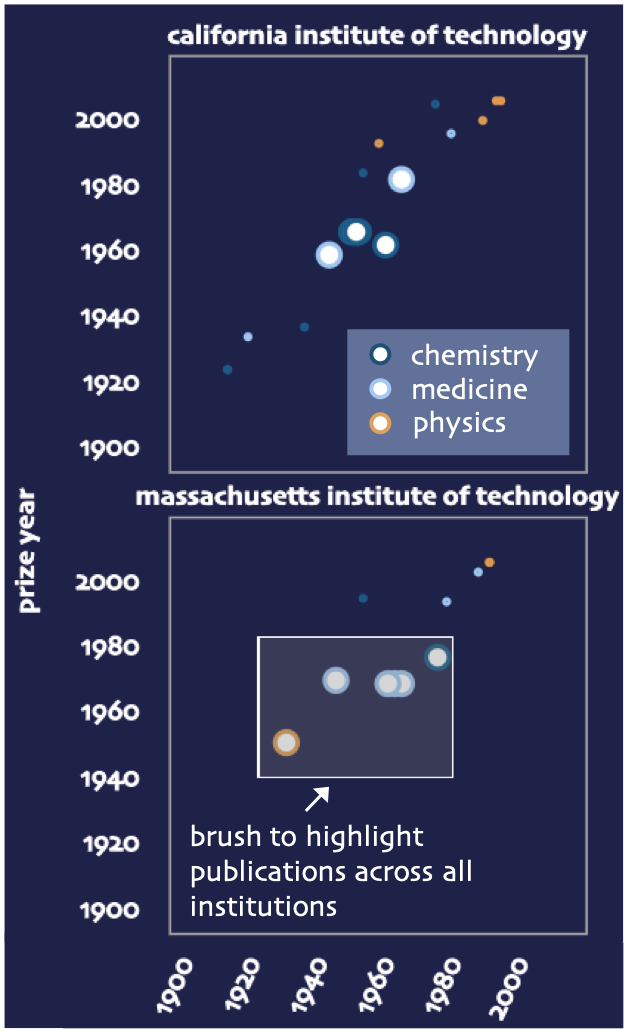 california institute of technology
2000
1980
1960
1940
1920
1900
chemistry
medicine
physics
prize year
massachusetts institute of technology
2000
1980
1960
1940
1920
1900
brush to highlight
publications across all
institutions
1900
1920
1940
1960
1980
2000